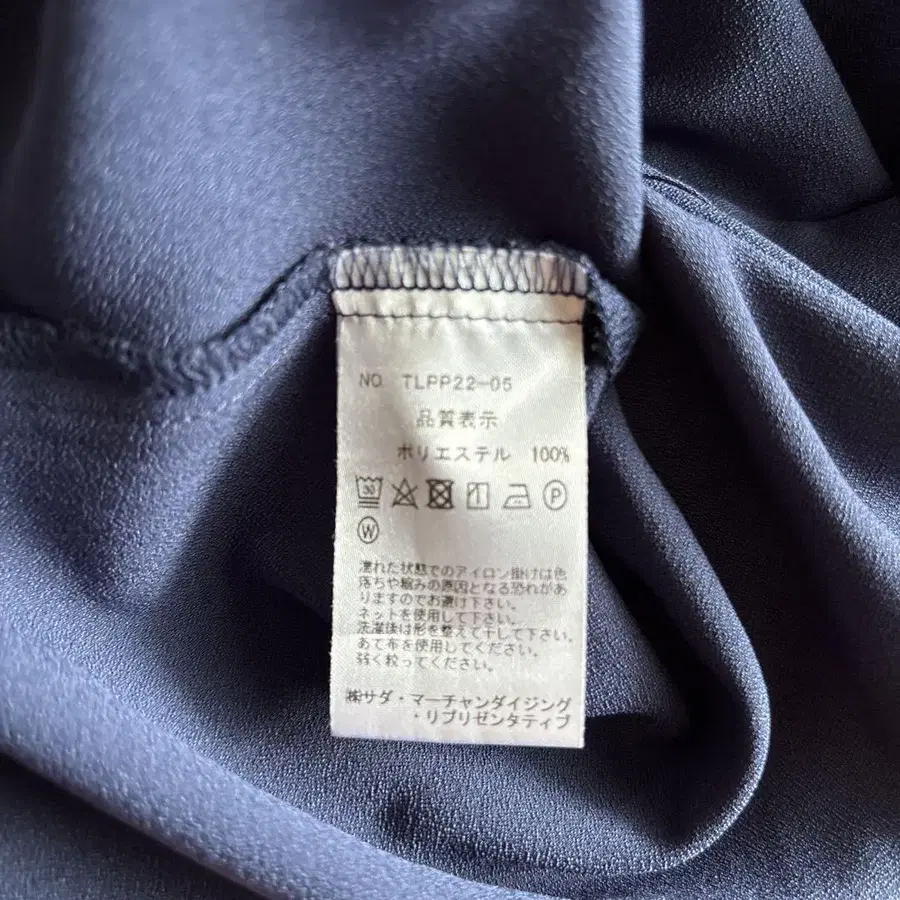 NO. TLPP22-05
品質表示
ポリエステル 100%
30
P
W
濡れた状態でのアイロン掛けは色
落ちや縮みの原因となる恐れがあ
りますのでお避け下さい。
ネットを使用して下さい。
洗濯後は形を整えて干して下さい。
あて布を使用してください。
弱く絞ってください。
㈱サダ・マーチャンダイジング
・リプリゼンタティブ